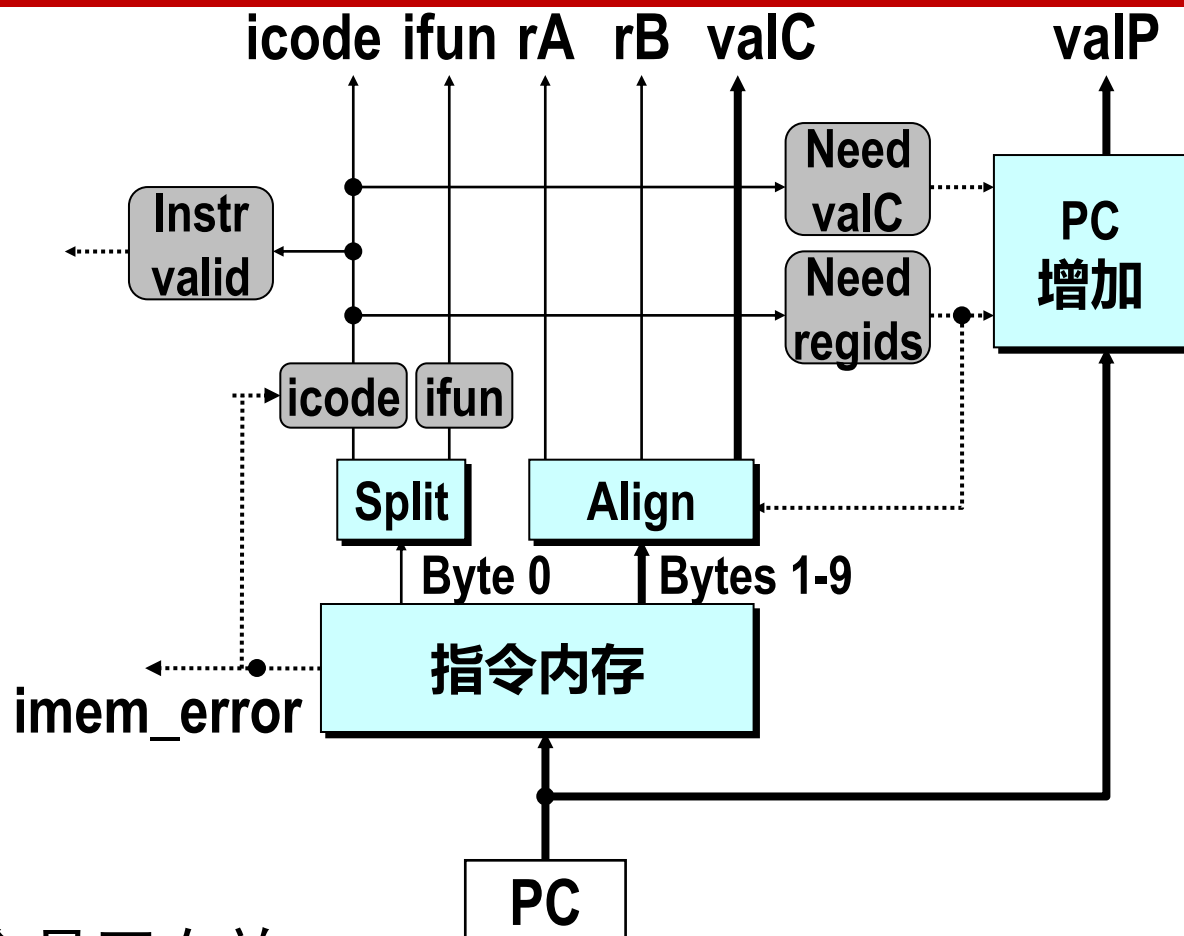 icode ifun rA rB valC valP
Need
valC
Instr
valid
PC
增加
Need
regids
icode ifun
Split
Align
Byte 0
Bytes 1-9
指令内存
imem_error
PC